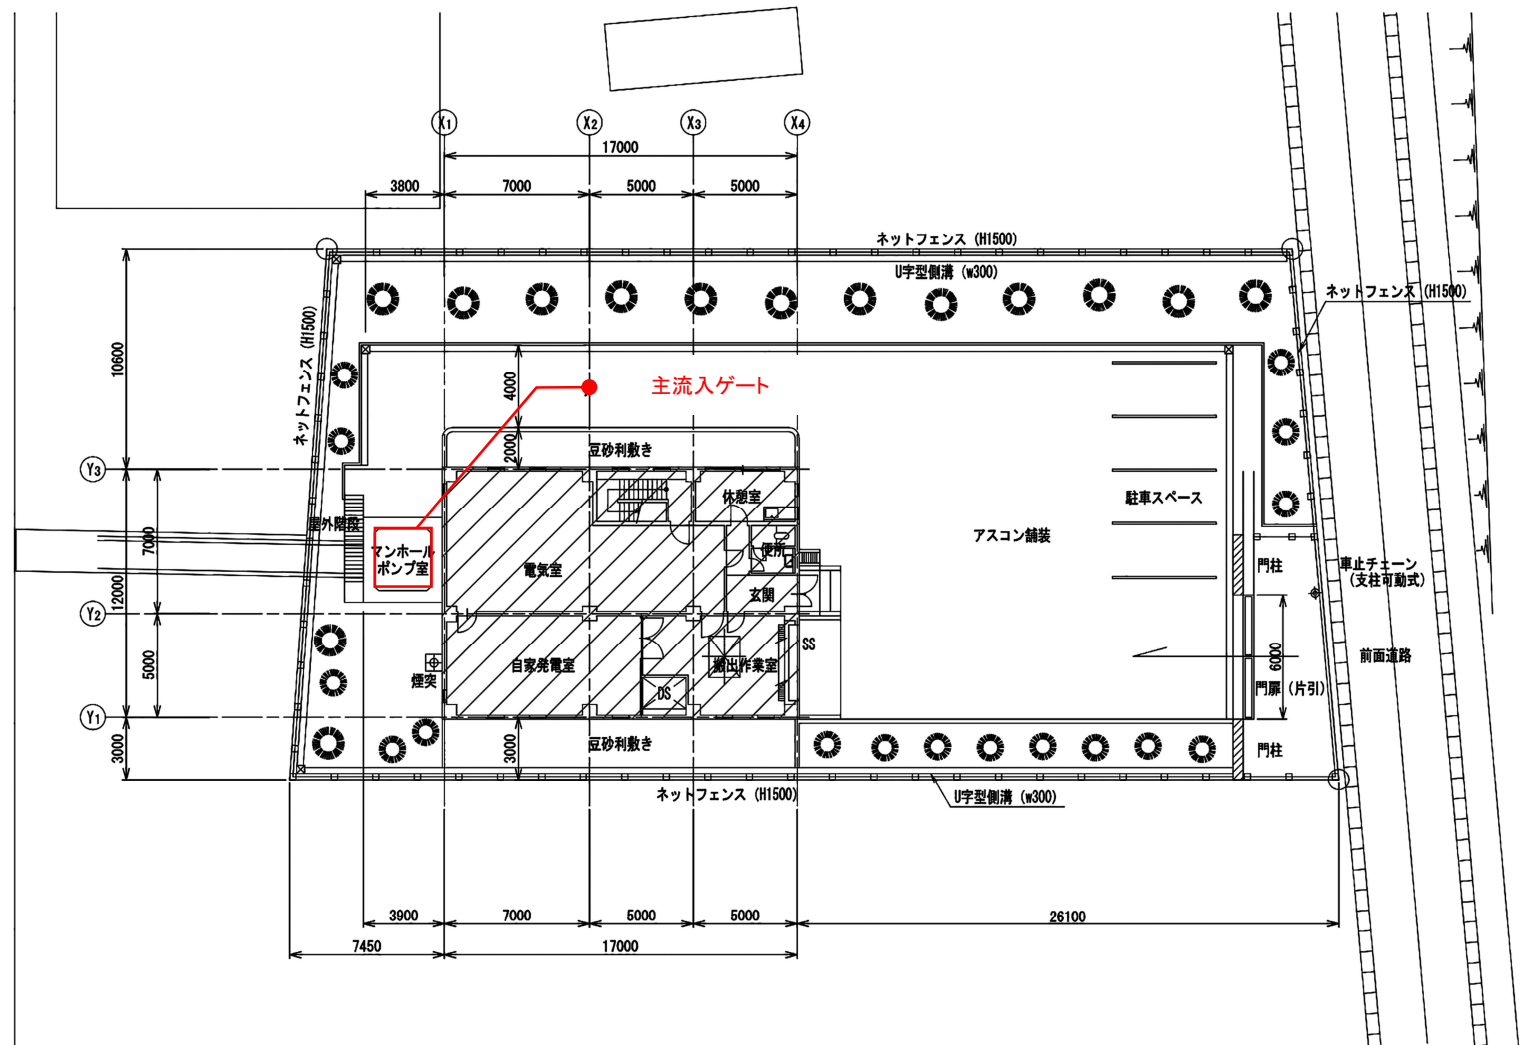 X1
X2
X3
X4
17000
3800
7000
5000
5000
ネットフェンス (H1500)
U字型側溝 (w300)
ネットフェンス (H1500)
ネットフェンス (H1500)
10600
4000
主流入ゲート
2000
豆砂利敷き
Y3
休憩室
駐車スペース
屋外階段
アスコン舗装
7000
12000
マンホール
ポンプ室
電気室
便所
門柱
車止チェーン
(支柱可動式)
玄関
Y2
5000
自家発電室
搬出作業室
SS
6000
前面道路
煙突
DS
門扉 (片引)
Y1
3000
3000
豆砂利敷き
門柱
ネットフェンス (H1500)
U字型側溝 (w300)
3900
7000
5000
5000
26100
7450
17000